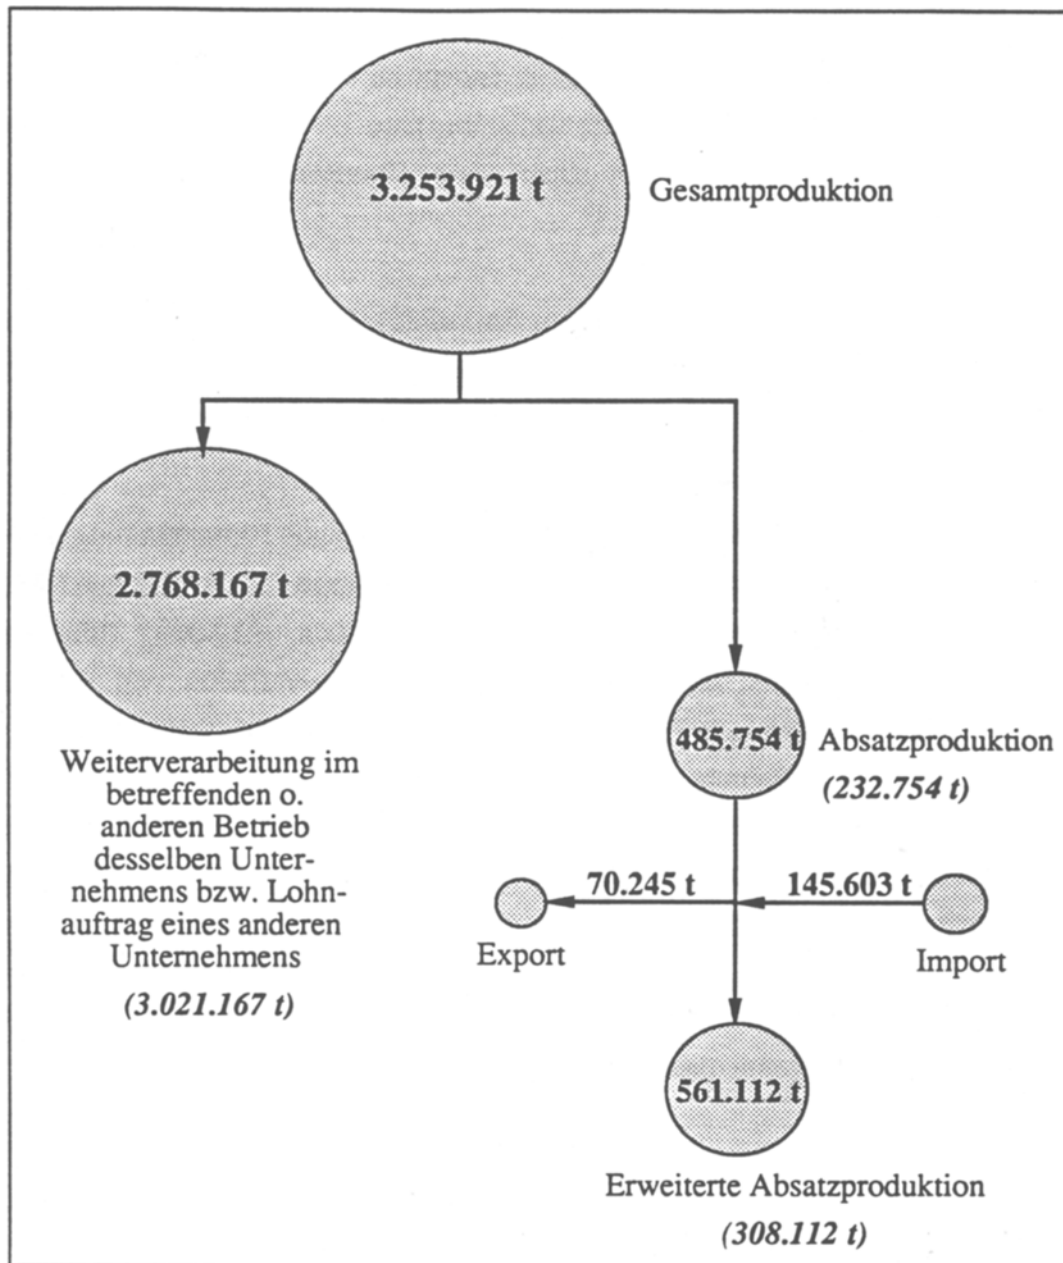 3.253.921 t
Gesamtproduktion
2.768.167 t
Weiterverarbeitung im
betreffenden o.
anderen Betrieb
desselben Unter-
nehmens bzw. Lohn-
auftrag eines anderen
Unternehmens
(3.021.167 t)
485.754 t
Absatzproduktion
(232.754 t)
70.245 t
145.603 t
Export
Import
561.112 t
Erweiterte Absatzproduktion
(308.112 t)